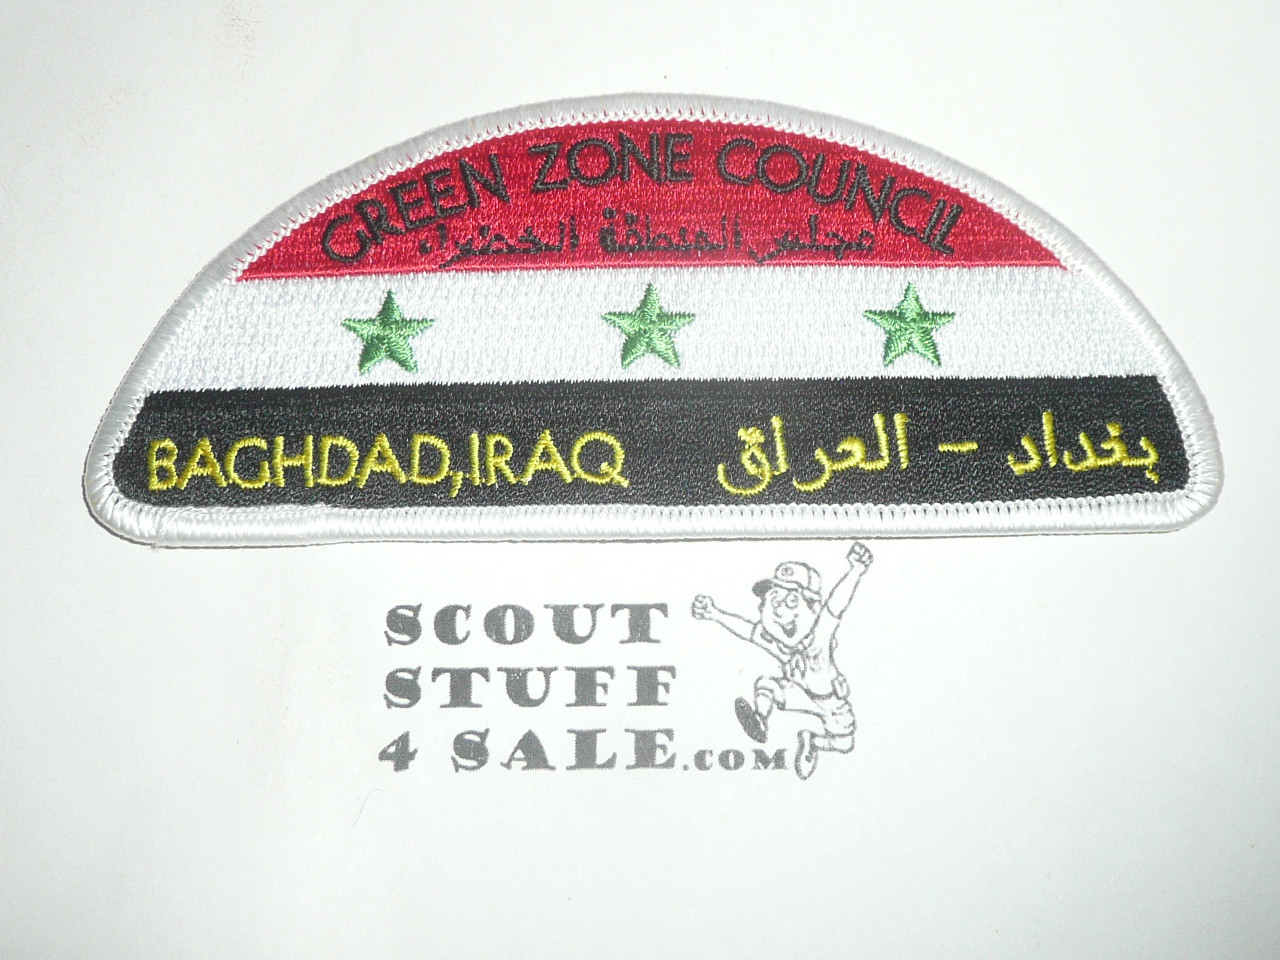 GREEN ZONE COUNCIL
مجلس المنطقة الخضراء
BAGHDAD, IRAQ
بغداد - العراق
SCOUT
STUFF
4 SALE.COM